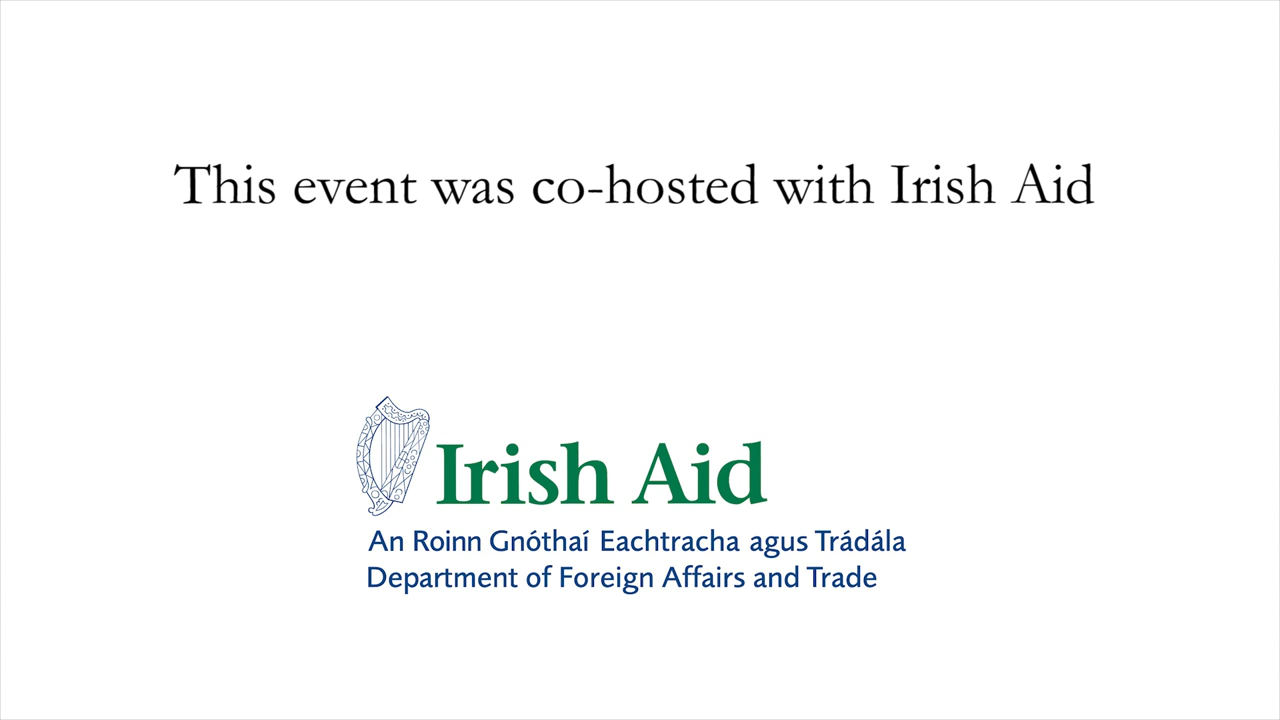 This event was co-hosted with Irish Aid
Irish Aid
An Roinn Gnóthaí Eachtracha agus Trádála
Department of Foreign Affairs and Trade